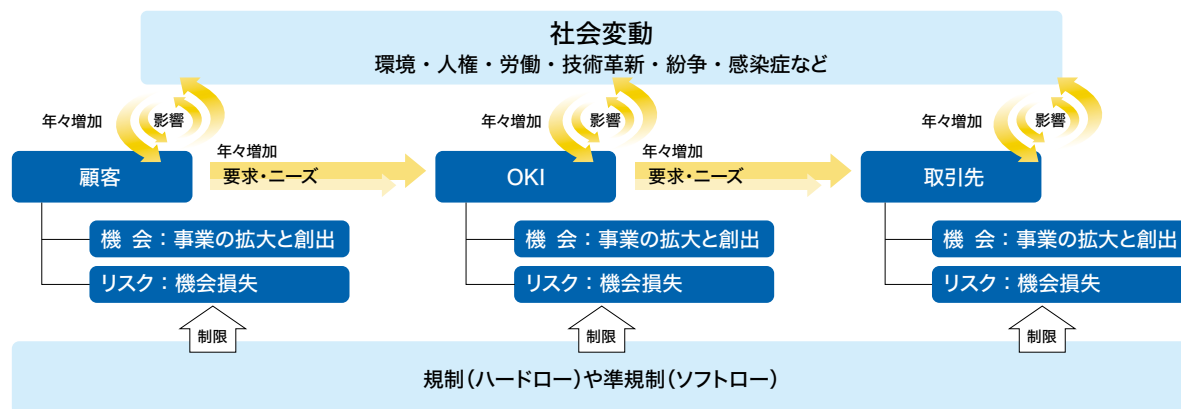 社会変動
環境・人権・労働・技術革新・紛争・感染症など
年々増加
影響
年々増加
影響
年々増加
影響
顧客
年々増加
要求・ニーズ
OKI
年々増加
要求・ニーズ
取引先
機 会：事業の拡大と創出
リスク：機会損失
機 会：事業の拡大と創出
リスク：機会損失
機 会：事業の拡大と創出
リスク：機会損失
制限
制限
制限
規制（ハードロー）や準規制（ソフトロー）